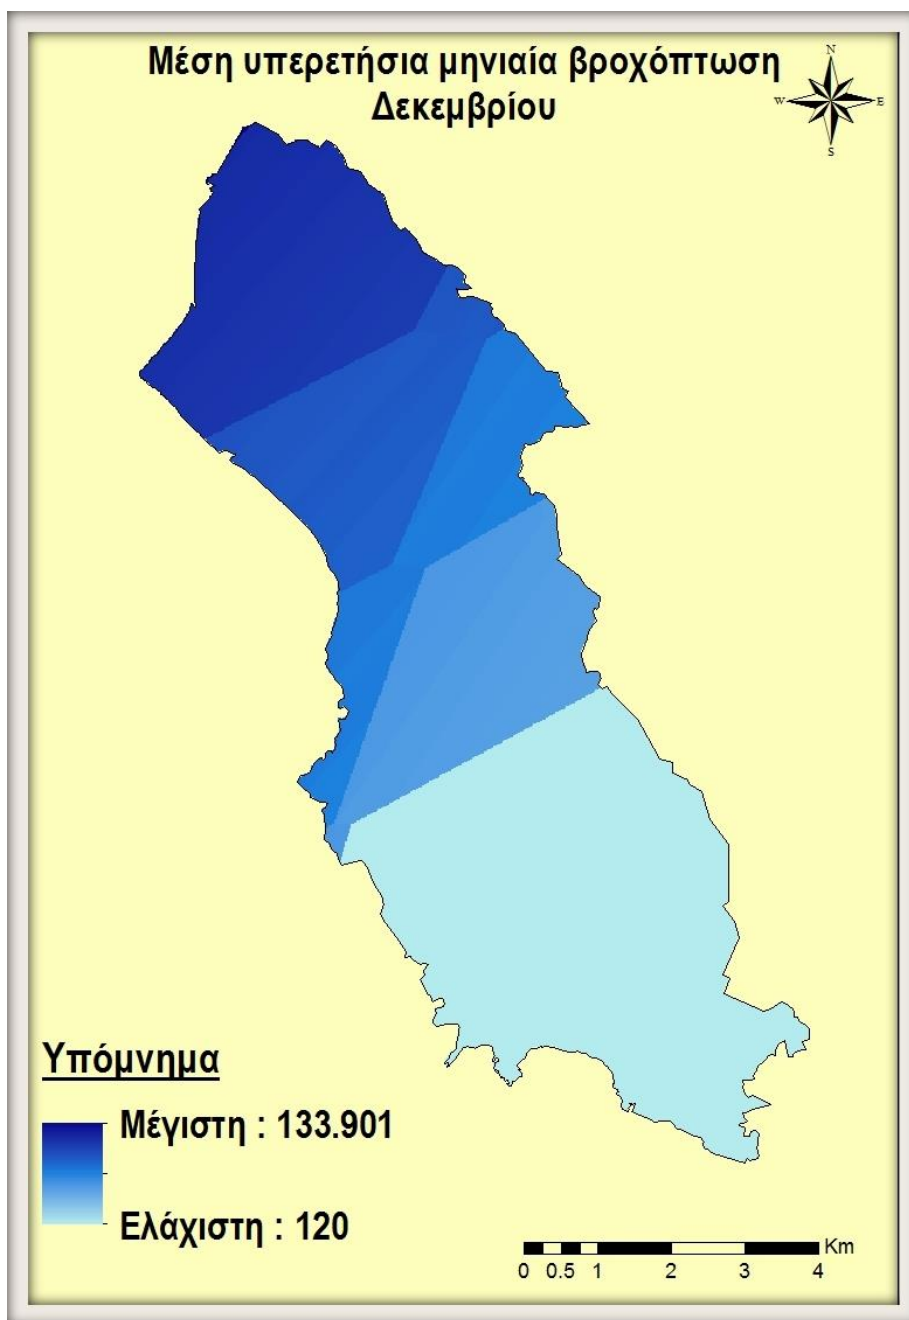 Μέση υπερετήσια μηνιαία βροχόπτωση
Δεκεμβρίου
N
W E
S
Υπόμνημα
Μέγιστη : 133.901
Ελάχιστη : 120
Km
0 0.5 1 2 3 4